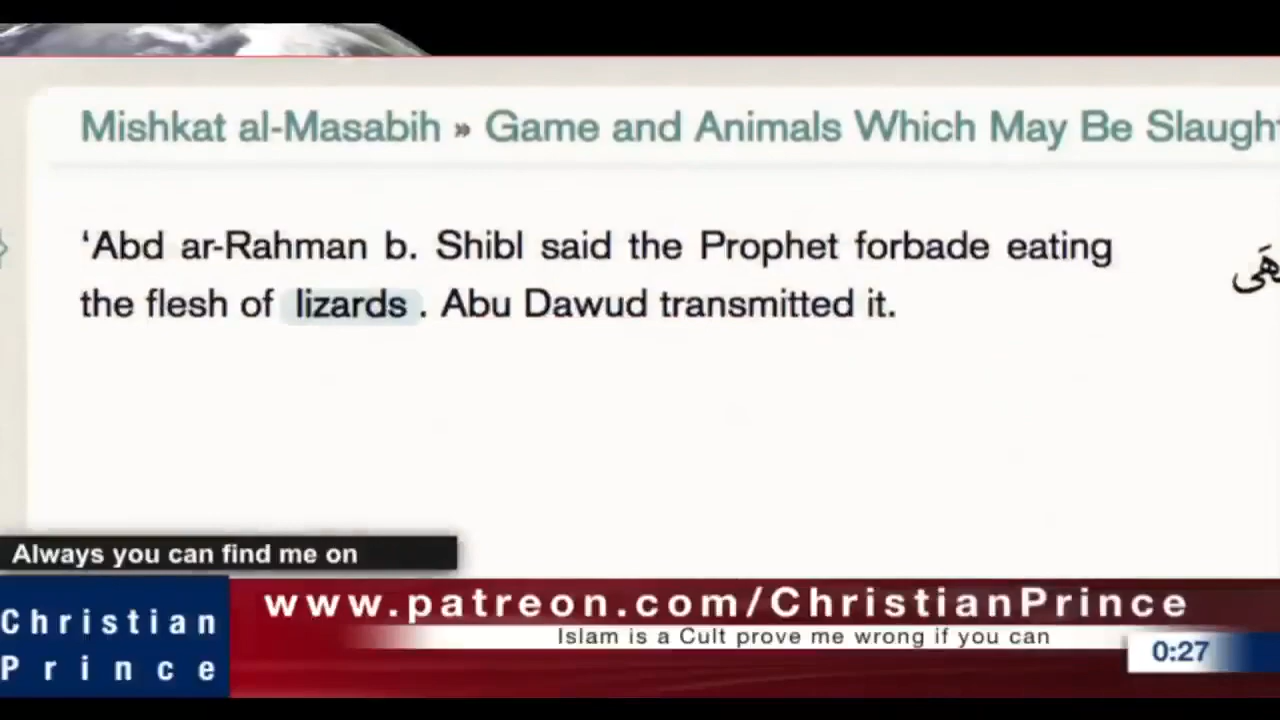 Mishkat al-Masabih » Game and Animals Which May Be Slaught
‘Abd ar-Rahman b. Shibl said the Prophet forbade eating
the flesh of lizards . Abu Dawud transmitted it.
Always you can find me on
Christian
Prince
www.patreon.com/ChristianPrince
Islam is a Cult prove me wrong if you can
0:27